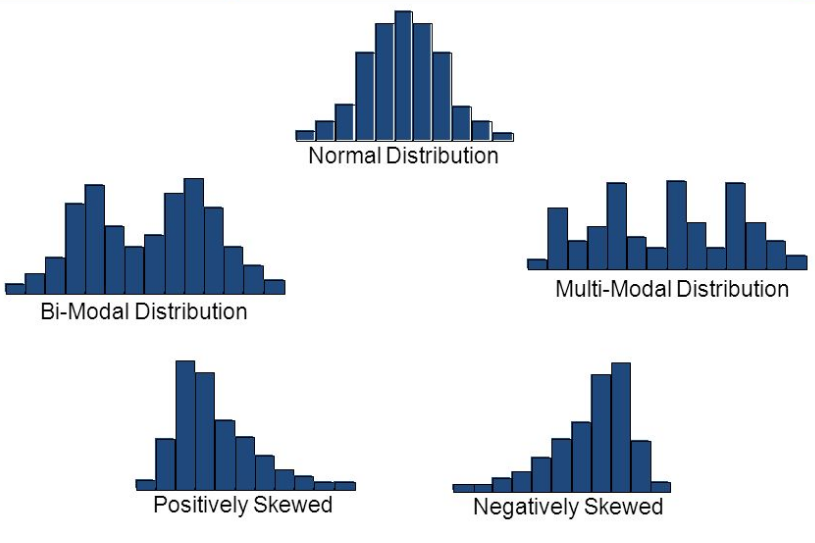 Normal Distribution
Bi-Modal Distribution
Multi-Modal Distribution
Positively Skewed
Negatively Skewed